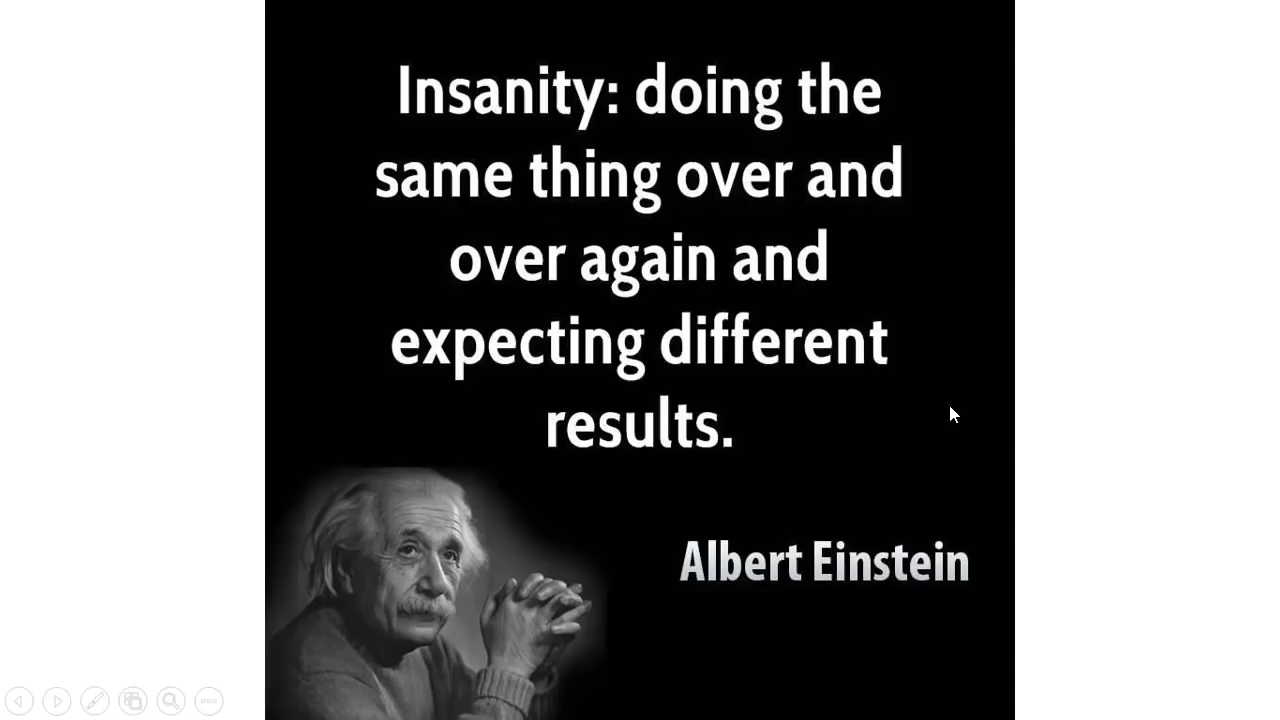 Insanity: doing the
same thing over and
over again and
expecting different
results.
Albert Einstein